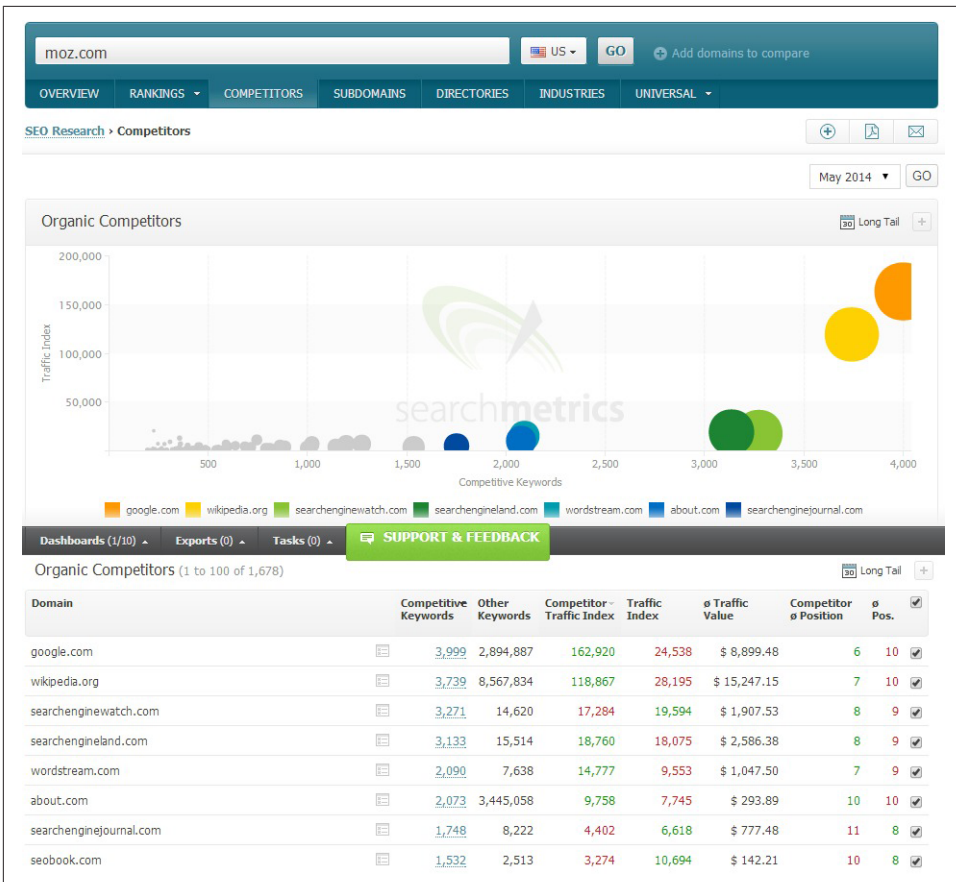 moz.com US GO Add domains to compare
OVERVIEW RANKINGS COMPETITORS SUBDOMAINS DIRECTORIES INDUSTRIES UNIVERSAL
SEO Research › Competitors
May 2014 GO
Organic Competitors 30 Long Tail +
200,000
150,000
100,000
50,000
Traffic Index
searchmetrics
500 1,000 1,500 2,000 2,500 3,000 3,500 4,000
Competitive Keywords
google.com wikipedia.org searchenginewatch.com searchengineland.com wordstream.com about.com searchenginejournal.com
Dashboards (1/10) Exports (0) Tasks (0) SUPPORT & FEEDBACK
Organic Competitors (1 to 100 of 1,678) 30 Long Tail +
Domain Competitive Other Competitor Traffic ø Traffic Competitor ø
Keywords Keywords Traffic Index Index Value ø Position Pos.
google.com 3,999 2,894,887 162,920 24,538 $ 8,899.48 6 10
wikipedia.org 3,739 8,567,834 118,867 28,195 $ 15,247.15 7 10
searchenginewatch.com 3,271 14,620 17,284 19,594 $ 1,907.53 8 9
searchengineland.com 3,133 15,514 18,760 18,075 $ 2,586.38 8 9
wordstream.com 2,090 7,638 14,777 9,553 $ 1,047.50 7 9
about.com 2,073 3,445,058 9,758 7,745 $ 293.89 10 10
searchenginejournal.com 1,748 8,222 4,402 6,618 $ 777.48 11 8
seobook.com 1,532 2,513 3,274 10,694 $ 142.21 10 8